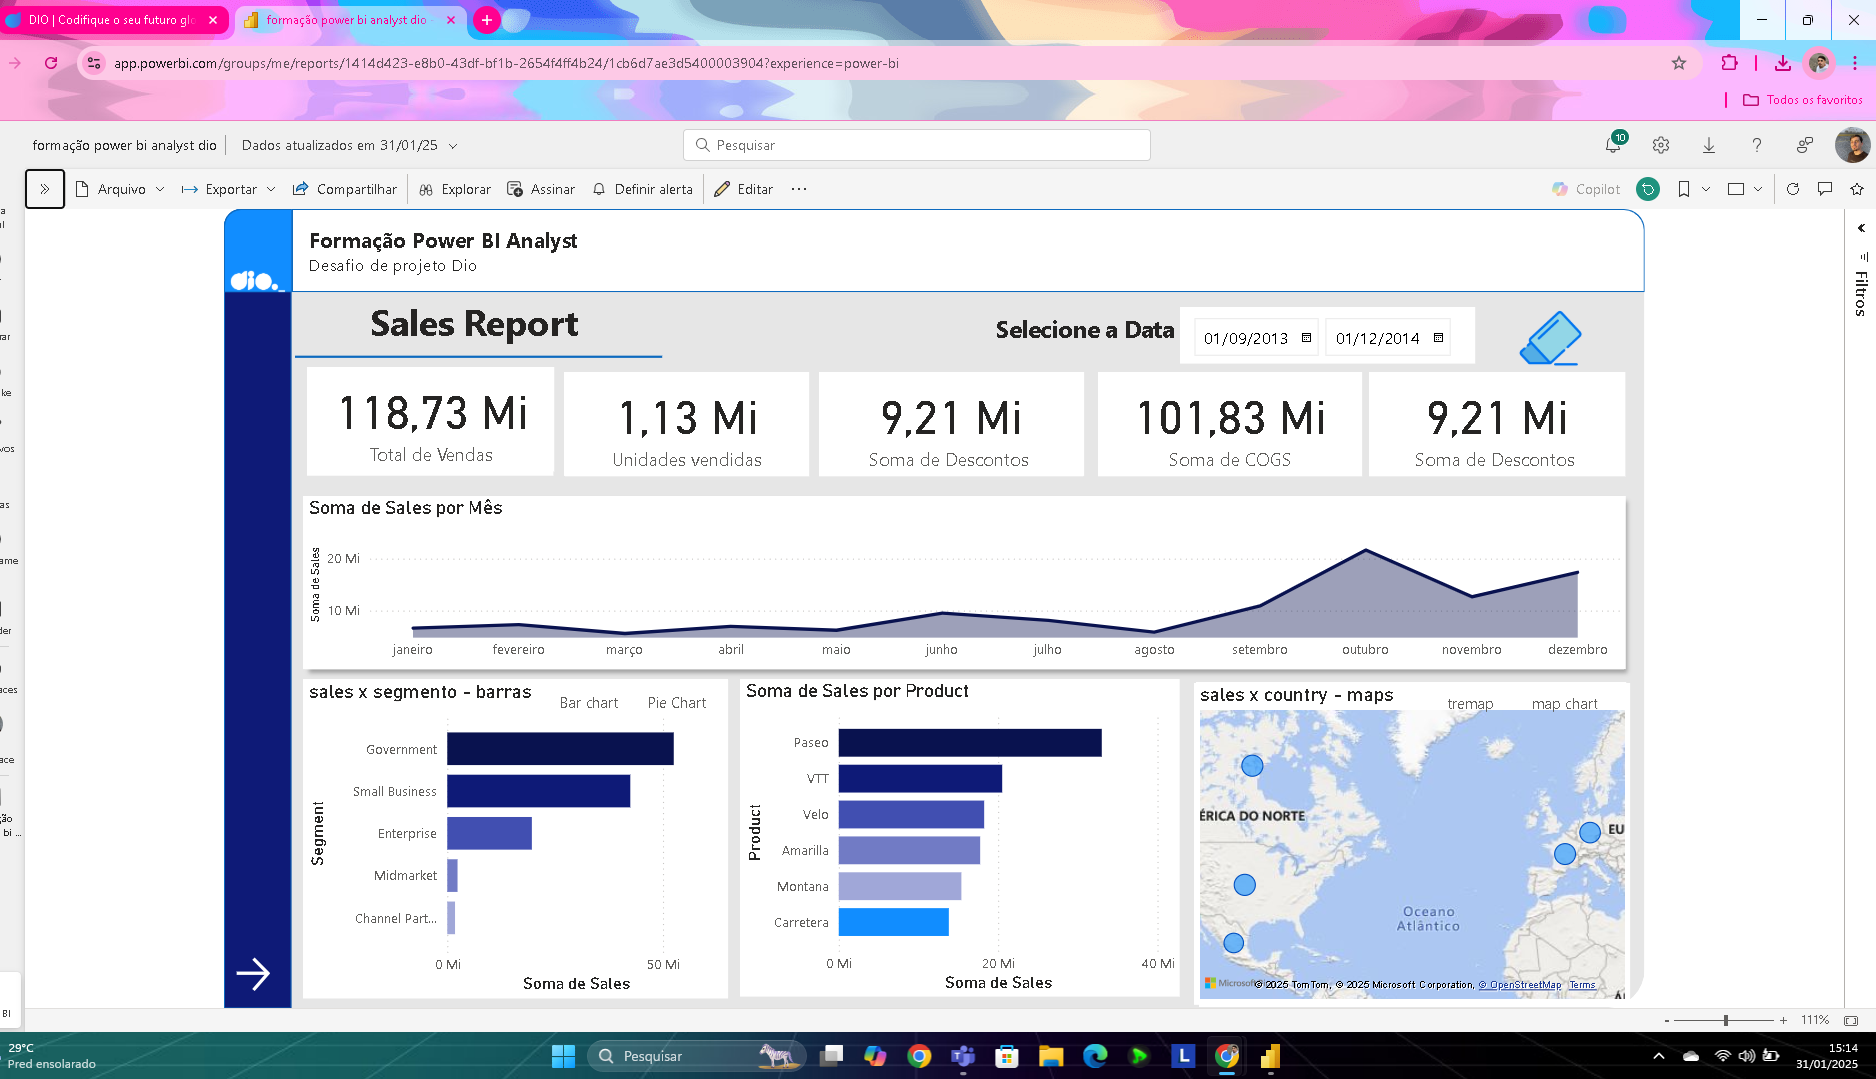 DIO | Codifique o seu futuro glo
formação power bi analyst dio
app.powerbi.com/groups/me/reports/1414d423-e8b0-43df-bf1b-2654f4ff4b24/1cb6d7ae3d5400003904?experience=power-bi
Todos os favoritos
formação power bi analyst dio
Dados atualizados em 31/01/25
Pesquisar
10
Arquivo
Exportar
Compartilhar
Explorar
Assinar
Definir alerta
Editar
Copilot
Filtros
dio.
Formação Power BI Analyst
Desafio de projeto Dio
Sales Report
Selecione a Data
01/09/2013
01/12/2014
118,73 Mi
Total de Vendas
1,13 Mi
Unidades vendidas
9,21 Mi
Soma de Descontos
101,83 Mi
Soma de COGS
9,21 Mi
Soma de Descontos
Soma de Sales por Mês
Soma de Sales
20 Mi
10 Mi
janeiro fevereiro março abril maio junho julho agosto setembro outubro novembro dezembro
sales x segmento - barras
Bar chart
Pie Chart
Segment
Government
Small Business
Enterprise
Midmarket
Channel Part...
0 Mi 50 Mi
Soma de Sales
Soma de Sales por Product
Product
Paseo
VTT
Velo
Amarilla
Montana
Carretera
0 Mi 20 Mi 40 Mi
Soma de Sales
sales x country - maps
tremap
map chart
ÉRICA DO NORTE
EU
Oceano
Atlântico
Microsoft
© 2025 TomTom, © 2025 Microsoft Corporation, © OpenStreetMap Terms
111%
29°C
Pred ensolarado
Pesquisar
15:14
31/01/2025